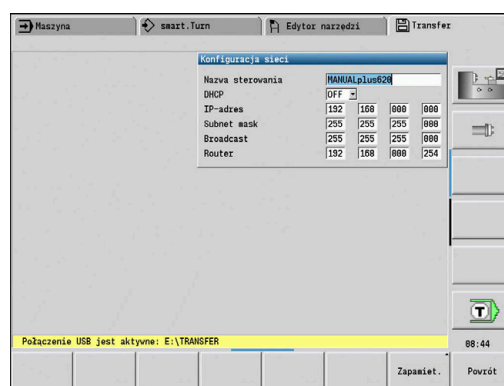 Maszyna smart.Turn Edytor narzędzi Transfer
Konfiguracja sieci
Nazwa sterowania MANUALplus620
DHCP OFF
IP-adres 192 168 000 000
Subnet mask 255 255 255 000
Broadcast 255 255 255 000
Router 192 168 000 254
T
Połączenie USB jest aktywne: E:\TRANSFER 08:44
Zapamiet. Powrót